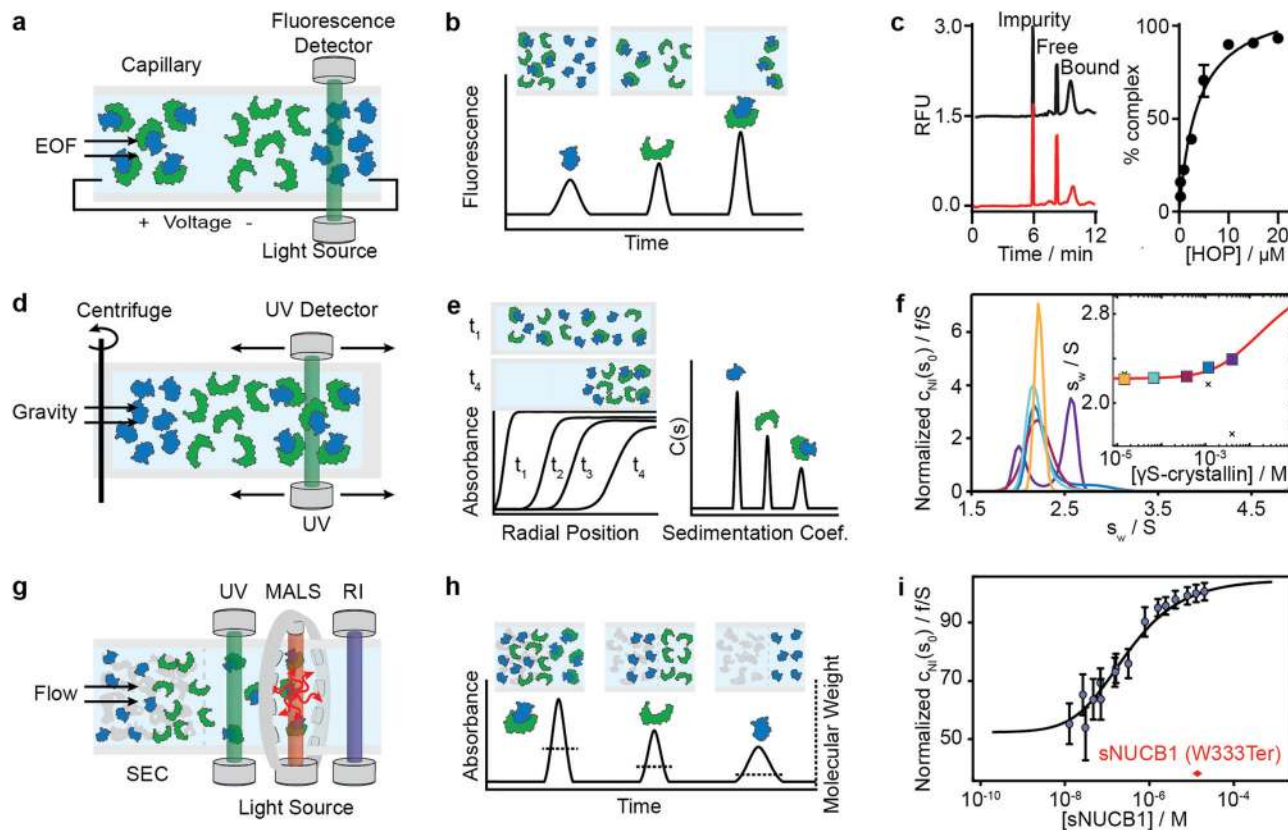 a
Capillary
Fluorescence
Detector
EOF
+ Voltage -
Light Source
b
Fluorescence
Time
c
Impurity
Free
Bound
3.0
1.5
0.0
RFU
0 6 12
Time / min
100
50
0
% complex
0 10 20
[HOP] / µM
d
Centrifuge
UV Detector
Gravity
UV
e
t1
t4
Absorbance
t1 t2 t3 t4
Radial Position
C(s)
Sedimentation Coef.
f
Normalized cNI(s0) / f/S
6
4
2
0
1.5 2.5 3.5 4.5
sw / S
2.8
2.0
sw / S
10-5 10-3
[γS-crystallin] / M
g
UV MALS RI
Flow
SEC
Light Source
h
Absorbance
Molecular Weight
Time
i
Normalized cNI(s0) / f/S
90
70
50
sNUCB1 (W333Ter)
10-10 10-8 10-6 10-4
[sNUCB1] / M